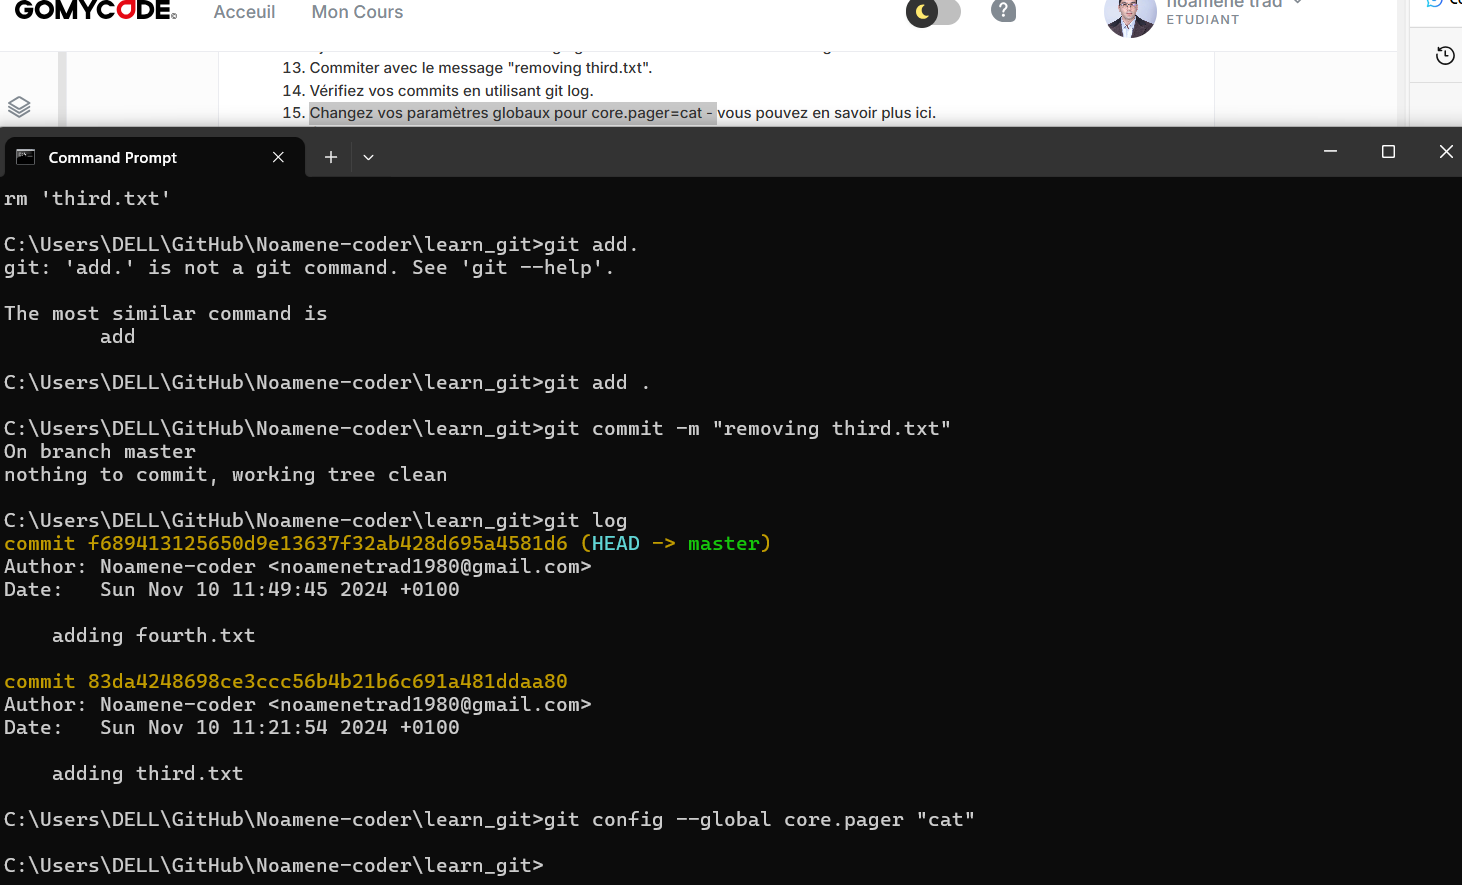 GOMYCODE
Acceuil Mon Cours ? noamene trad
ETUDIANT
13. Commiter avec le message "removing third.txt".
14. Vérifiez vos commits en utilisant git log.
15. Changez vos paramètres globaux pour core.pager=cat - vous pouvez en savoir plus ici.
Command Prompt
rm 'third.txt'
C:\Users\DELL\GitHub\Noamene-coder\learn_git>git add.
git: 'add.' is not a git command. See 'git --help'.
The most similar command is
add
C:\Users\DELL\GitHub\Noamene-coder\learn_git>git add .
C:\Users\DELL\GitHub\Noamene-coder\learn_git>git commit -m "removing third.txt"
On branch master
nothing to commit, working tree clean
C:\Users\DELL\GitHub\Noamene-coder\learn_git>git log
commit f689413125650d9e13637f32ab428d695a4581d6 (HEAD -> master)
Author: Noamene-coder <noamenetrad1980@gmail.com>
Date:   Sun Nov 10 11:49:45 2024 +0100
adding fourth.txt
commit 83da4248698ce3ccc56b4b21b6c691a481ddaa80
Author: Noamene-coder <noamenetrad1980@gmail.com>
Date:   Sun Nov 10 11:21:54 2024 +0100
adding third.txt
C:\Users\DELL\GitHub\Noamene-coder\learn_git>git config --global core.pager "cat"
C:\Users\DELL\GitHub\Noamene-coder\learn_git>